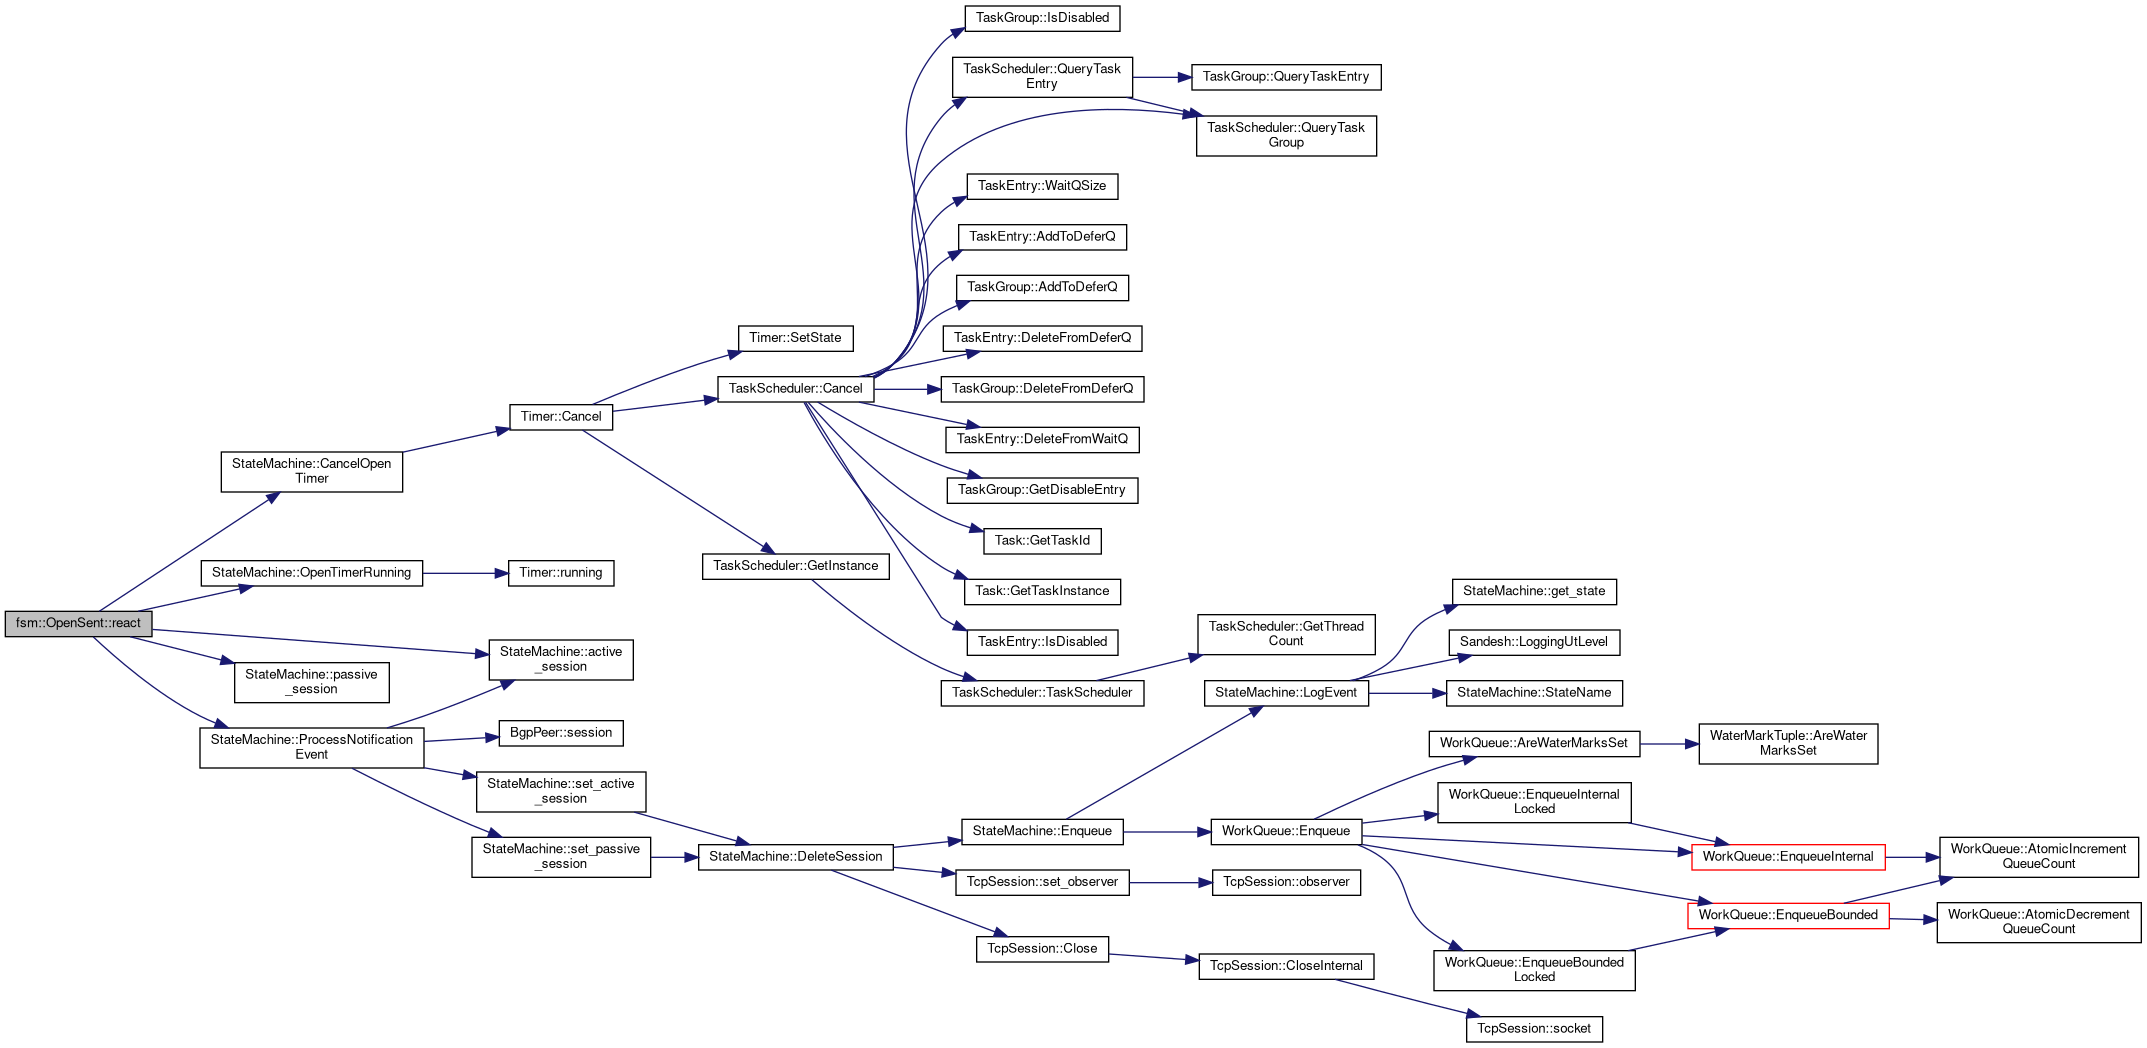 fsm::OpenSent::react
StateMachine::CancelOpen
Timer
StateMachine::OpenTimerRunning
StateMachine::passive
_session
StateMachine::ProcessNotification
Event
Timer::Cancel
Timer::running
StateMachine::active
_session
BgpPeer::session
StateMachine::set_active
_session
StateMachine::set_passive
_session
Timer::SetState
TaskScheduler::Cancel
TaskScheduler::GetInstance
StateMachine::DeleteSession
TaskGroup::IsDisabled
TaskScheduler::QueryTask
Entry
TaskEntry::WaitQSize
TaskEntry::AddToDeferQ
TaskGroup::AddToDeferQ
TaskEntry::DeleteFromDeferQ
TaskGroup::DeleteFromDeferQ
TaskEntry::DeleteFromWaitQ
TaskGroup::GetDisableEntry
Task::GetTaskId
Task::GetTaskInstance
TaskEntry::IsDisabled
TaskScheduler::TaskScheduler
StateMachine::Enqueue
TcpSession::set_observer
TcpSession::Close
TaskGroup::QueryTaskEntry
TaskScheduler::QueryTask
Group
TaskScheduler::GetThread
Count
StateMachine::LogEvent
WorkQueue::Enqueue
TcpSession::observer
TcpSession::CloseInternal
StateMachine::get_state
Sandesh::LoggingUtLevel
StateMachine::StateName
WorkQueue::AreWaterMarksSet
WorkQueue::EnqueueInternal
Locked
WorkQueue::EnqueueBounded
Locked
TcpSession::socket
WaterMarkTuple::AreWater
MarksSet
WorkQueue::EnqueueInternal
WorkQueue::EnqueueBounded
WorkQueue::AtomicIncrement
QueueCount
WorkQueue::AtomicDecrement
QueueCount